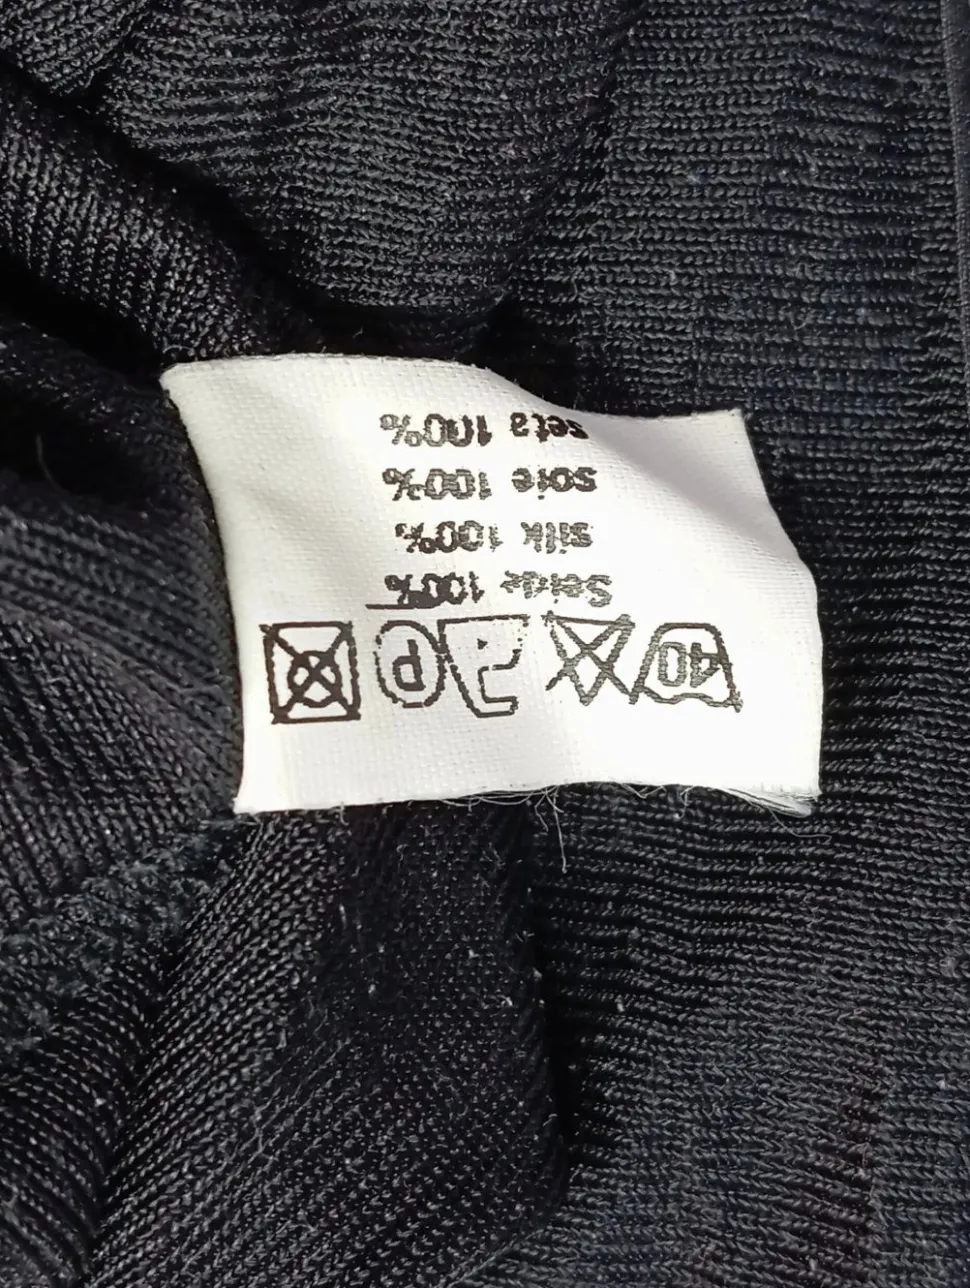 40 P
Seide 100%
silk 100%
soie 100%
seta 100%